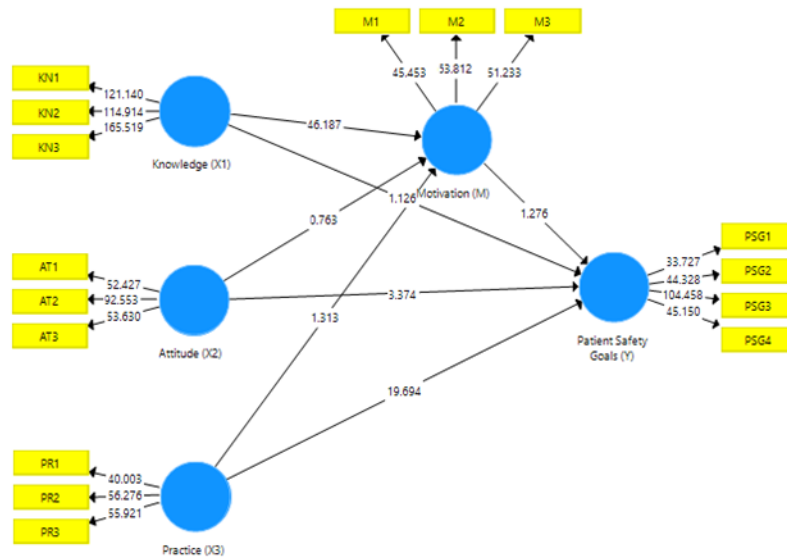 M1
M2
M3
45.453
53.812
51.233
KN1
KN2
KN3
121.140
114.914
165.519
Knowledge (X1)
46.187
Motivation (M)
1.126
0.763
1.276
AT1
AT2
AT3
52.427
92.553
53.630
Attitude (X2)
3.374
1.313
PSG1
PSG2
PSG3
PSG4
33.727
44.328
104.458
45.150
Patient Safety
Goals (Y)
19.694
PR1
PR2
PR3
40.003
56.276
55.921
Practice (X3)